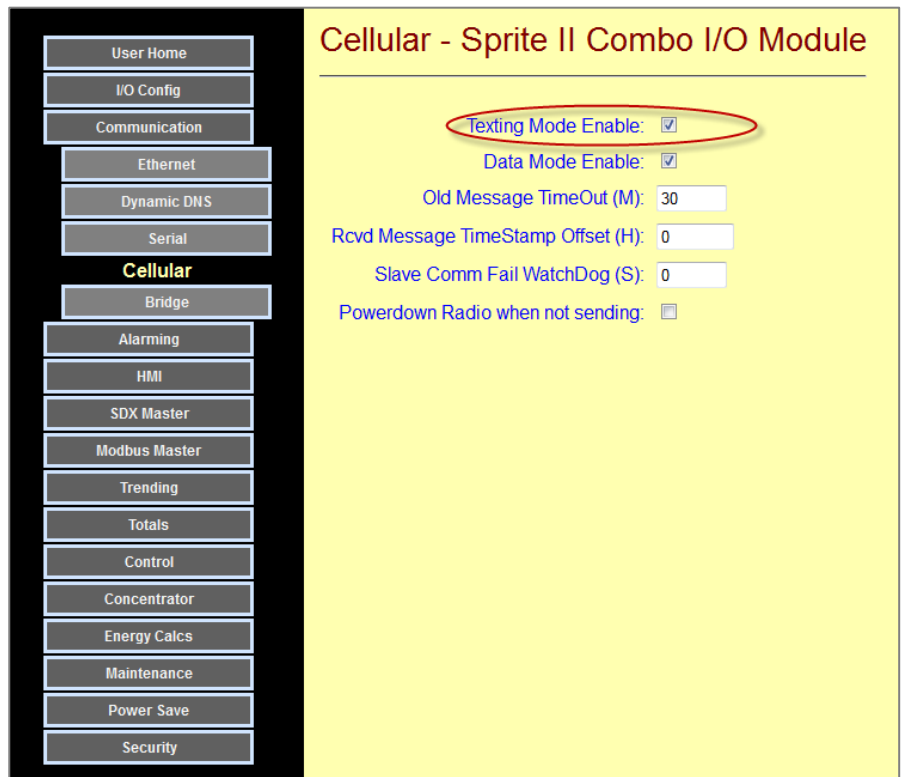 Cellular - Sprite II Combo I/O Module
User Home
I/O Config
Communication
Ethernet
Dynamic DNS
Serial
Cellular
Bridge
Alarming
HMI
SDX Master
Modbus Master
Trending
Totals
Control
Concentrator
Energy Calcs
Maintenance
Power Save
Security
Texting Mode Enable:
Data Mode Enable:
Old Message TimeOut (M): 30
Rcvd Message TimeStamp Offset (H): 0
Slave Comm Fail WatchDog (S): 0
Powerdown Radio when not sending: